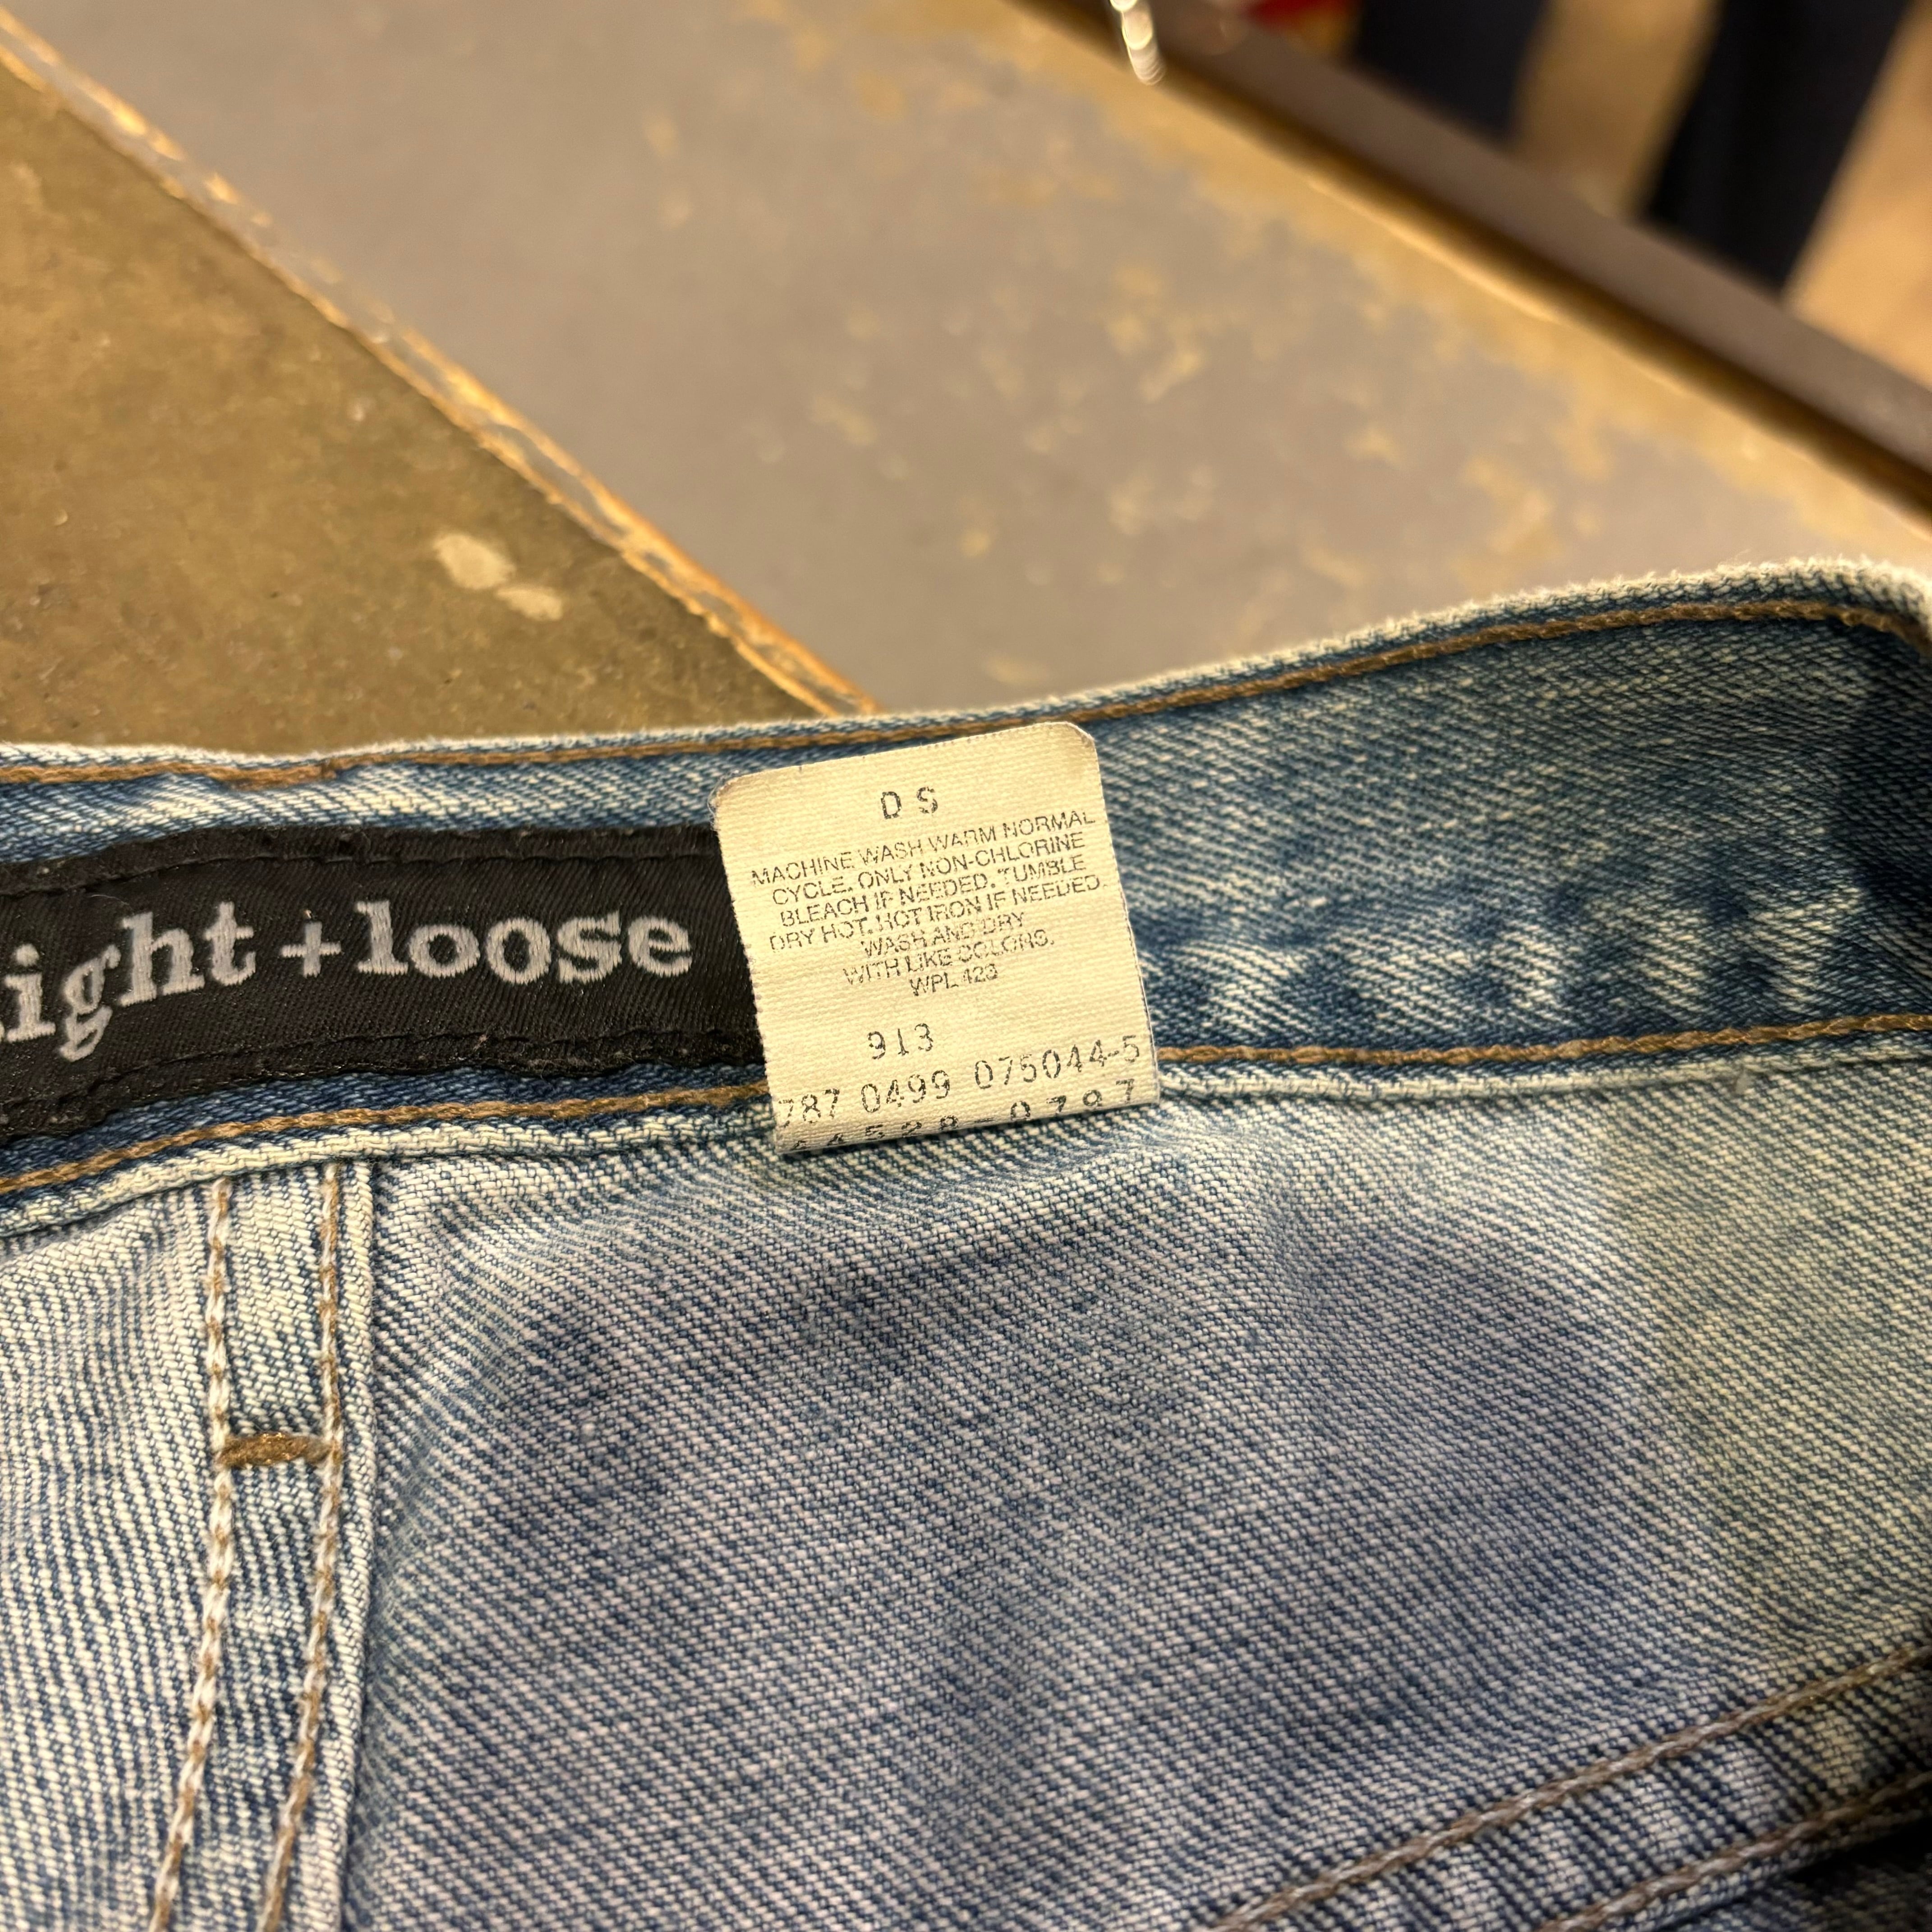 ight + loose
D S
MACHINE WASH WARM NORMAL
CYCLE. ONLY NON-CHLORINE
BLEACH IF NEEDED. TUMBLE
DRY HOT. HOT IRON IF NEEDED.
WASH AND DRY
WITH LIKE COLORS.
WPL 423
913
787 0499 075044-5